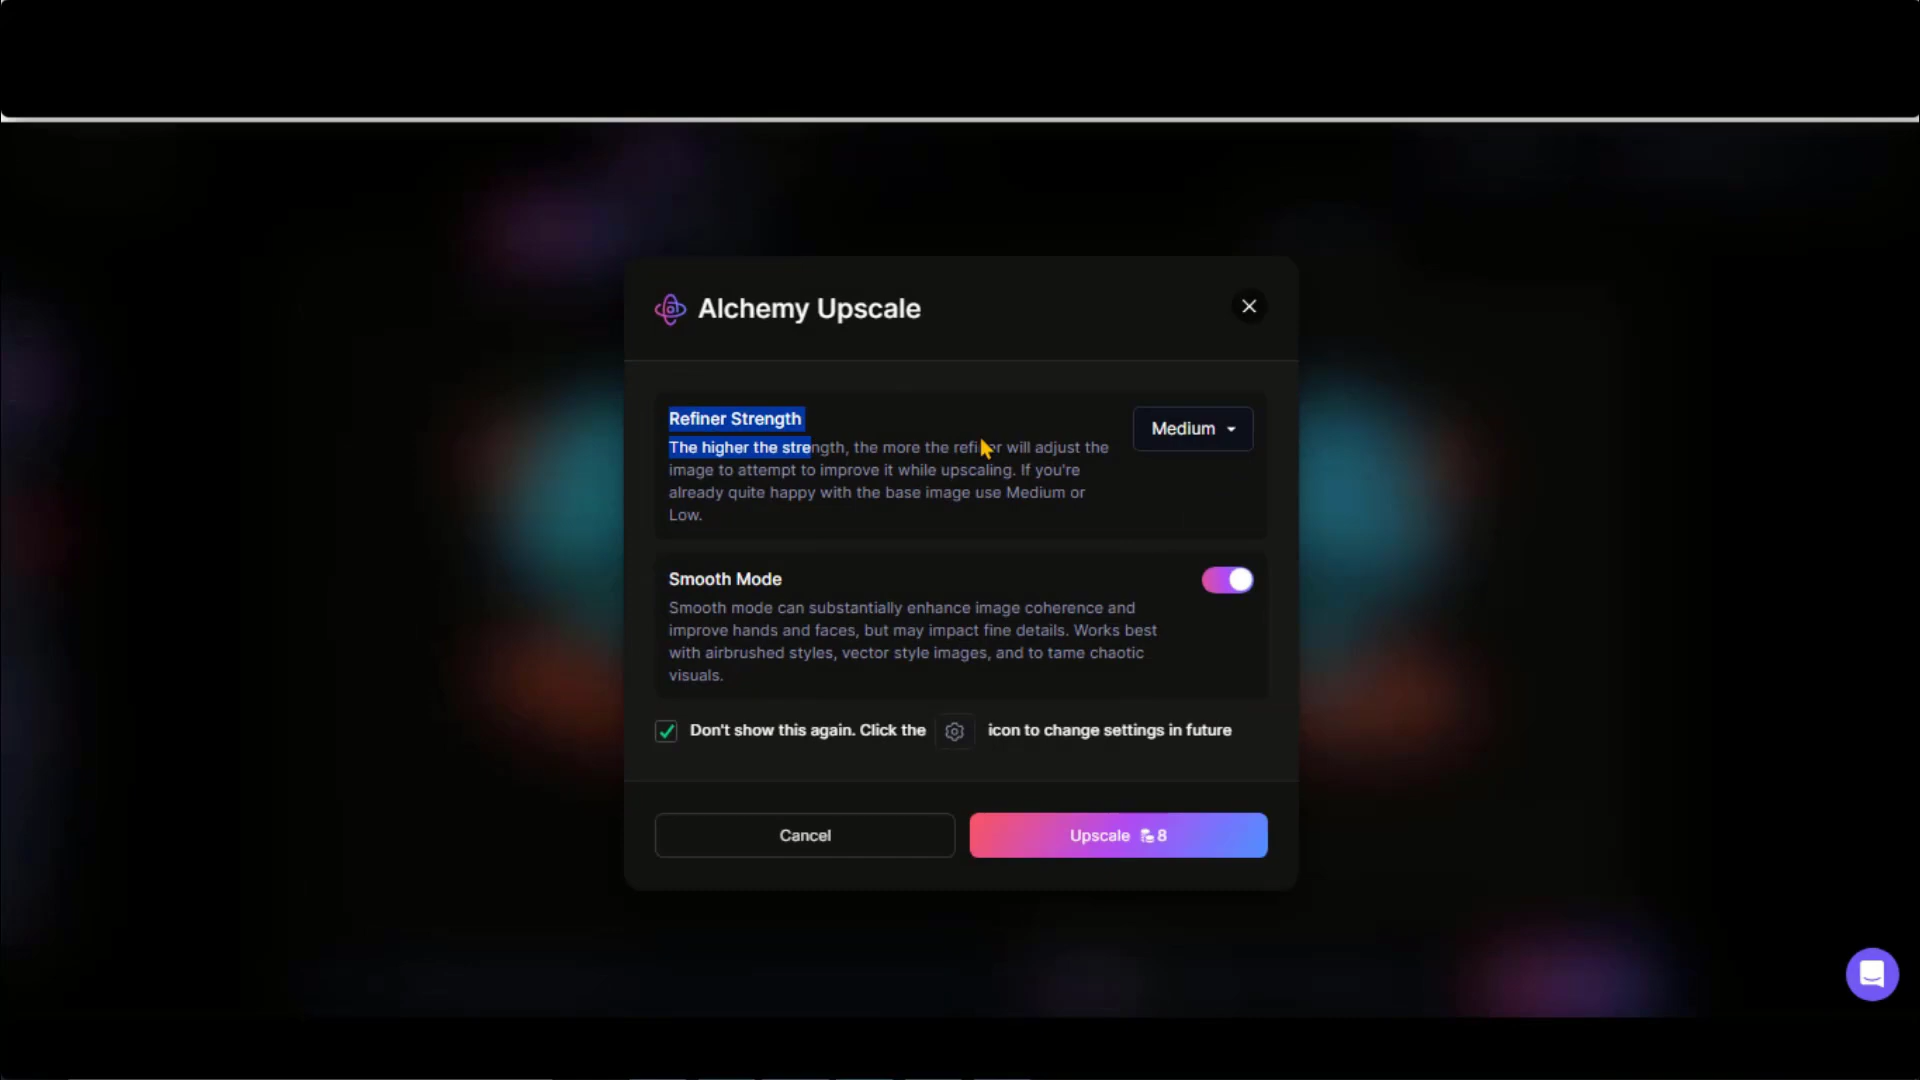 Alchemy Upscale
Refiner Strength
Medium
The higher the strength, the more the refiner will adjust the
image to attempt to improve it while upscaling. If you're
already quite happy with the base image use Medium or
Low.
Smooth Mode
Smooth mode can substantially enhance image coherence and
improve hands and faces, but may impact fine details. Works best
with airbrushed styles, vector style images, and to tame chaotic
visuals.
Don't show this again. Click the icon to change settings in future
Cancel
Upscale 8